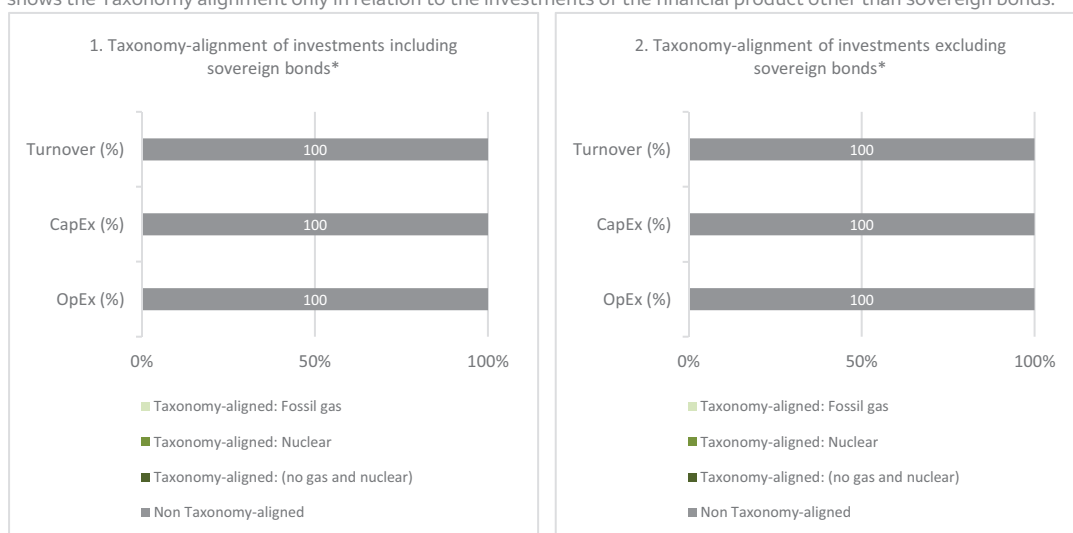 shows the Taxonomy alignment only in relation to the investments of the financial product other than sovereign bonds.
1. Taxonomy-alignment of investments including
sovereign bonds*
Turnover (%)
100
CapEx (%)
100
OpEx (%)
100
0%
50%
100%
Taxonomy-aligned: Fossil gas
Taxonomy-aligned: Nuclear
Taxonomy-aligned: (no gas and nuclear)
Non Taxonomy-aligned
2. Taxonomy-alignment of investments excluding
sovereign bonds*
Turnover (%)
100
CapEx (%)
100
OpEx (%)
100
0%
50%
100%
Taxonomy-aligned: Fossil gas
Taxonomy-aligned: Nuclear
Taxonomy-aligned: (no gas and nuclear)
Non Taxonomy-aligned